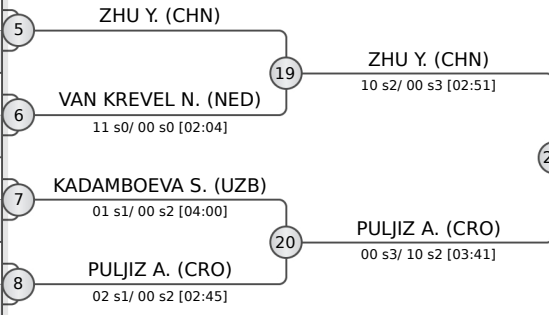 ZHU Y. (CHN)
5
19
ZHU Y. (CHN)
10 s2/ 00 s3 [02:51]
6
VAN KREVEL N. (NED)
11 s0/ 00 s0 [02:04]
KADAMBOEVA S. (UZB)
7
01 s1/ 00 s2 [04:00]
20
PULJIZ A. (CRO)
00 s3/ 10 s2 [03:41]
PULJIZ A. (CRO)
8
02 s1/ 00 s2 [02:45]